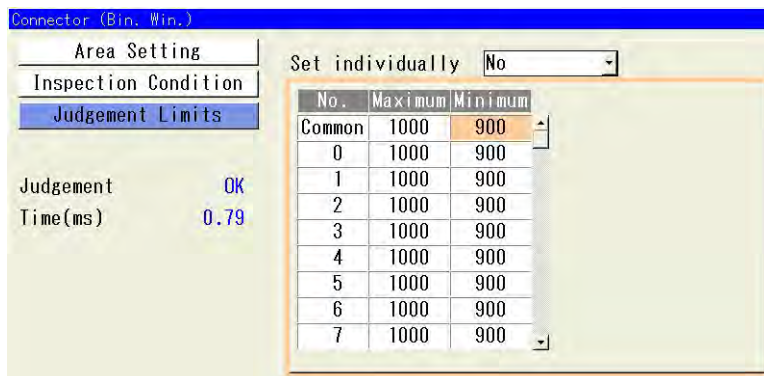 Connector (Bin. Win.)
Area Setting
Inspection Condition
Judgement Limits
Judgement OK
Time(ms) 0.79
Set individually No
No. Maximum Minimum
Common 1000 900
0 1000 900
1 1000 900
2 1000 900
3 1000 900
4 1000 900
5 1000 900
6 1000 900
7 1000 900